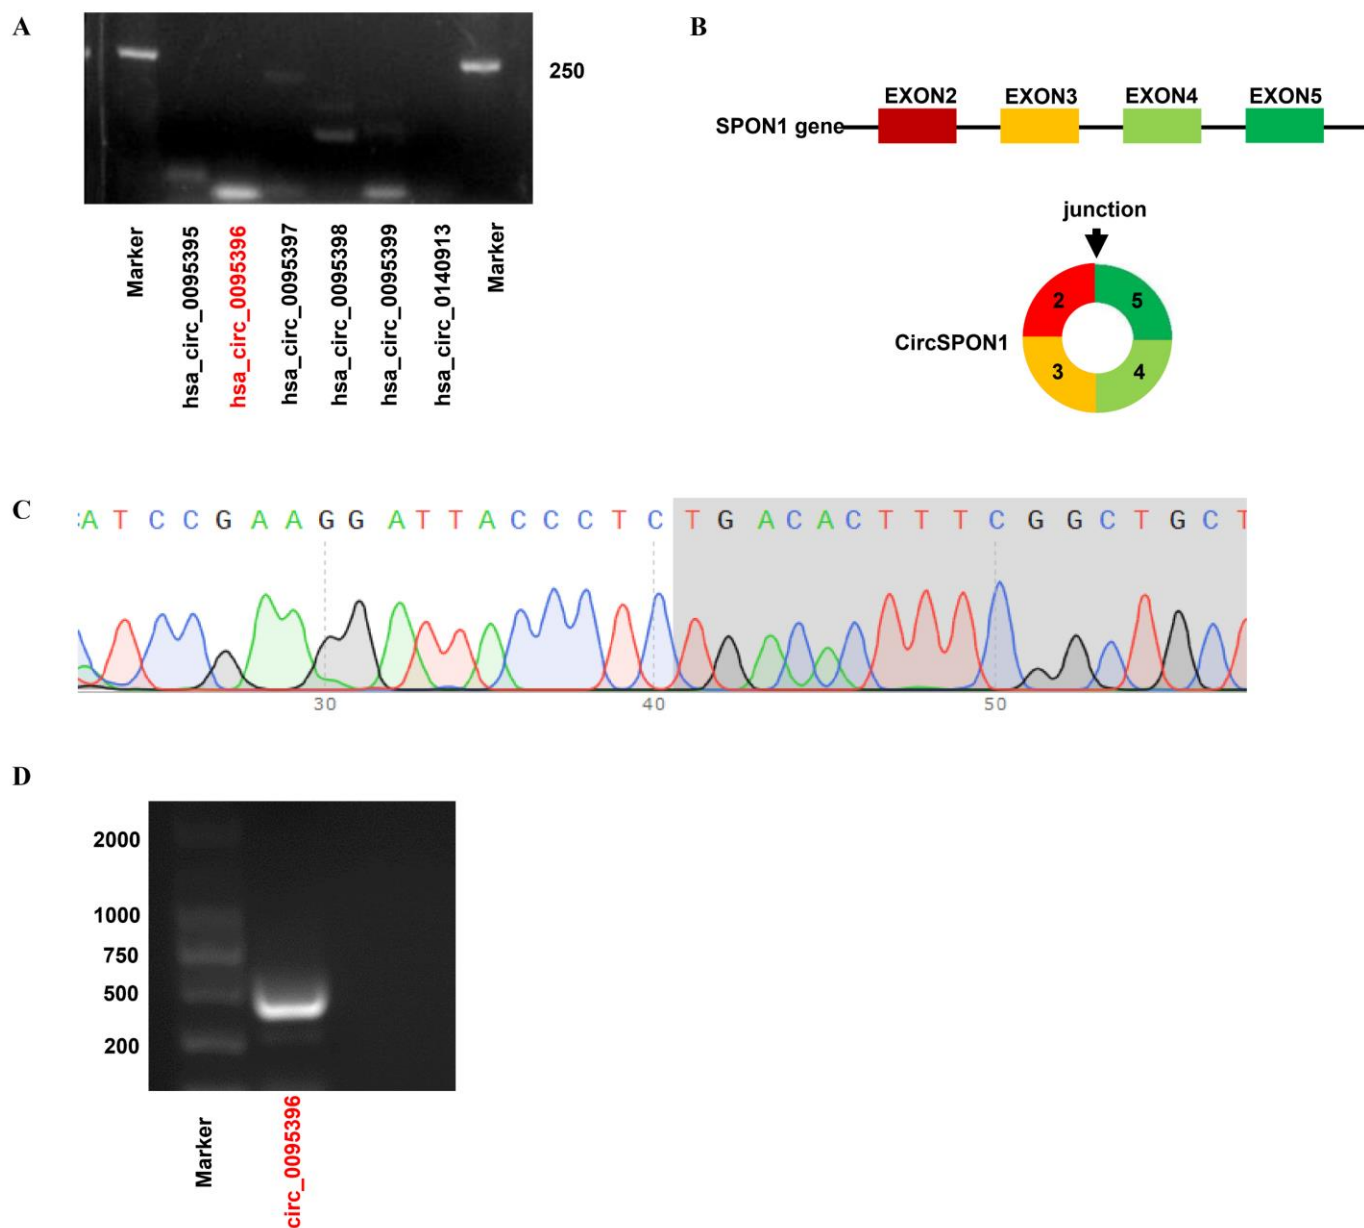 A
250
Marker
hsa_circ_0095395
hsa_circ_0095396
hsa_circ_0095397
hsa_circ_0095398
hsa_circ_0095399
hsa_circ_0140913
Marker
B
EXON2 EXON3 EXON4 EXON5
SPON1 gene
junction
2 5
CircSPON1
3 4
C
A T C C G A A G G A T T A C C C T C T G A C A C T T T C G G C T G C T
30 40 50
D
2000
1000
750
500
200
Marker
circ_0095396